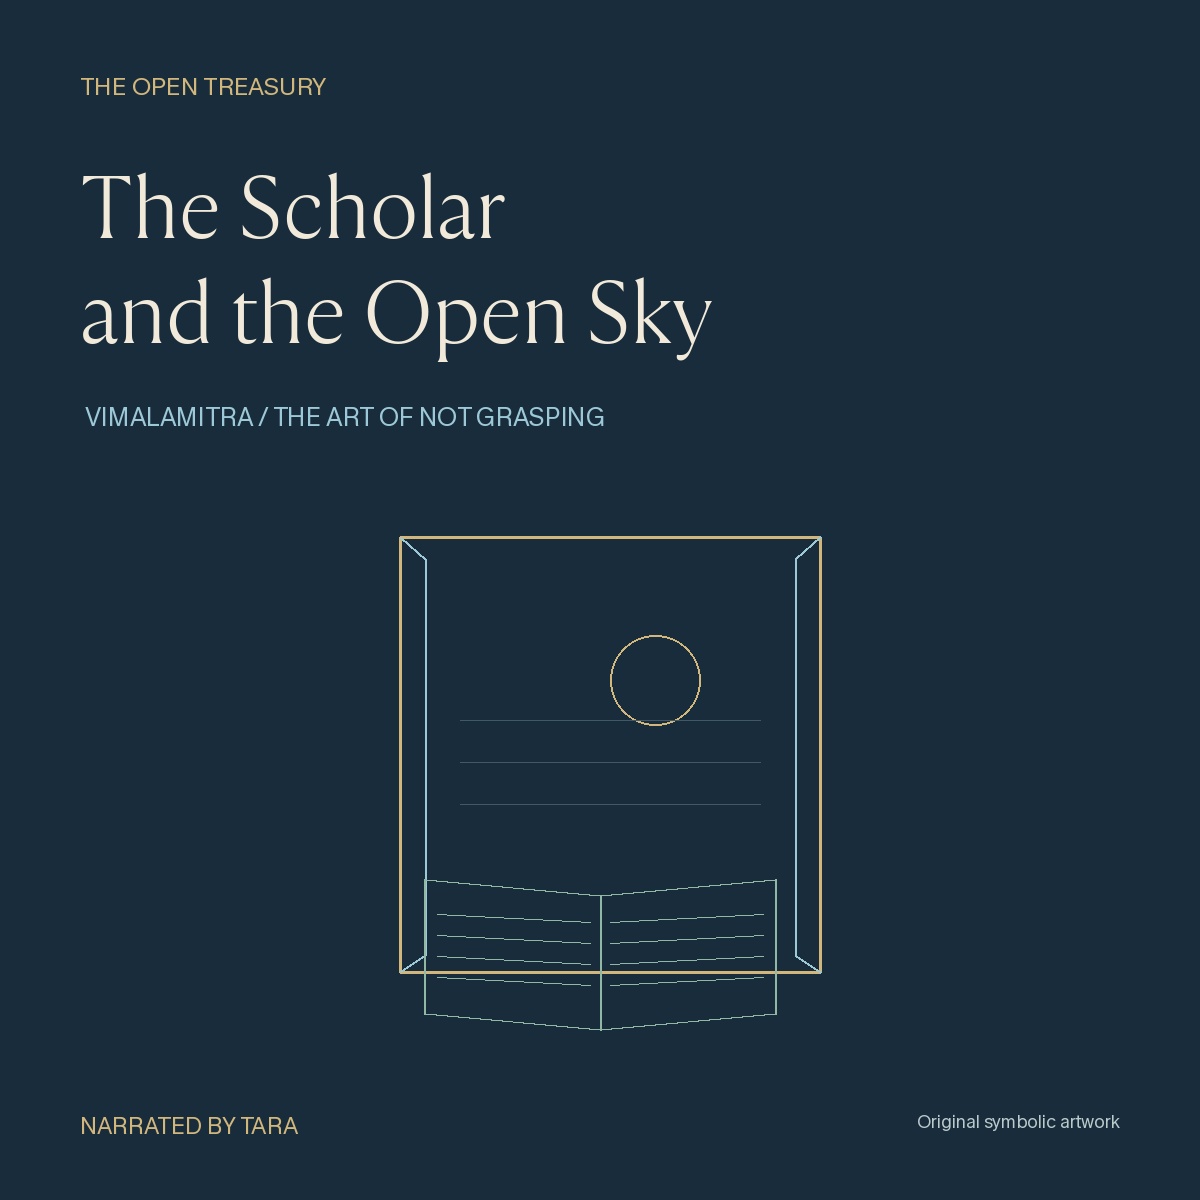 THE OPEN TREASURY
The Scholar
and the Open Sky
VIMALAMITRA / THE ART OF NOT GRASPING
NARRATED BY TARA
Original symbolic artwork